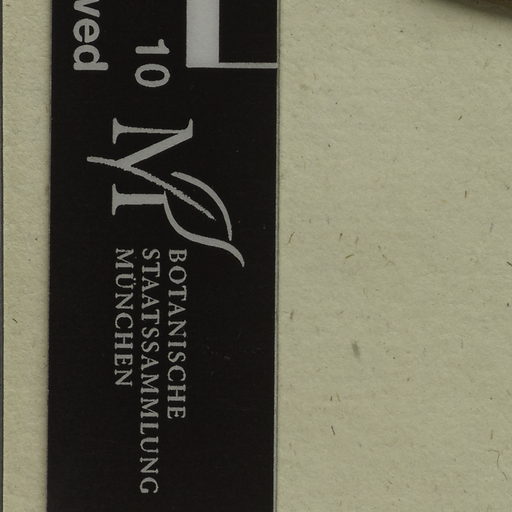 10
M
BOTANISCHE
STAATSSAMMLUNG
MÜNCHEN